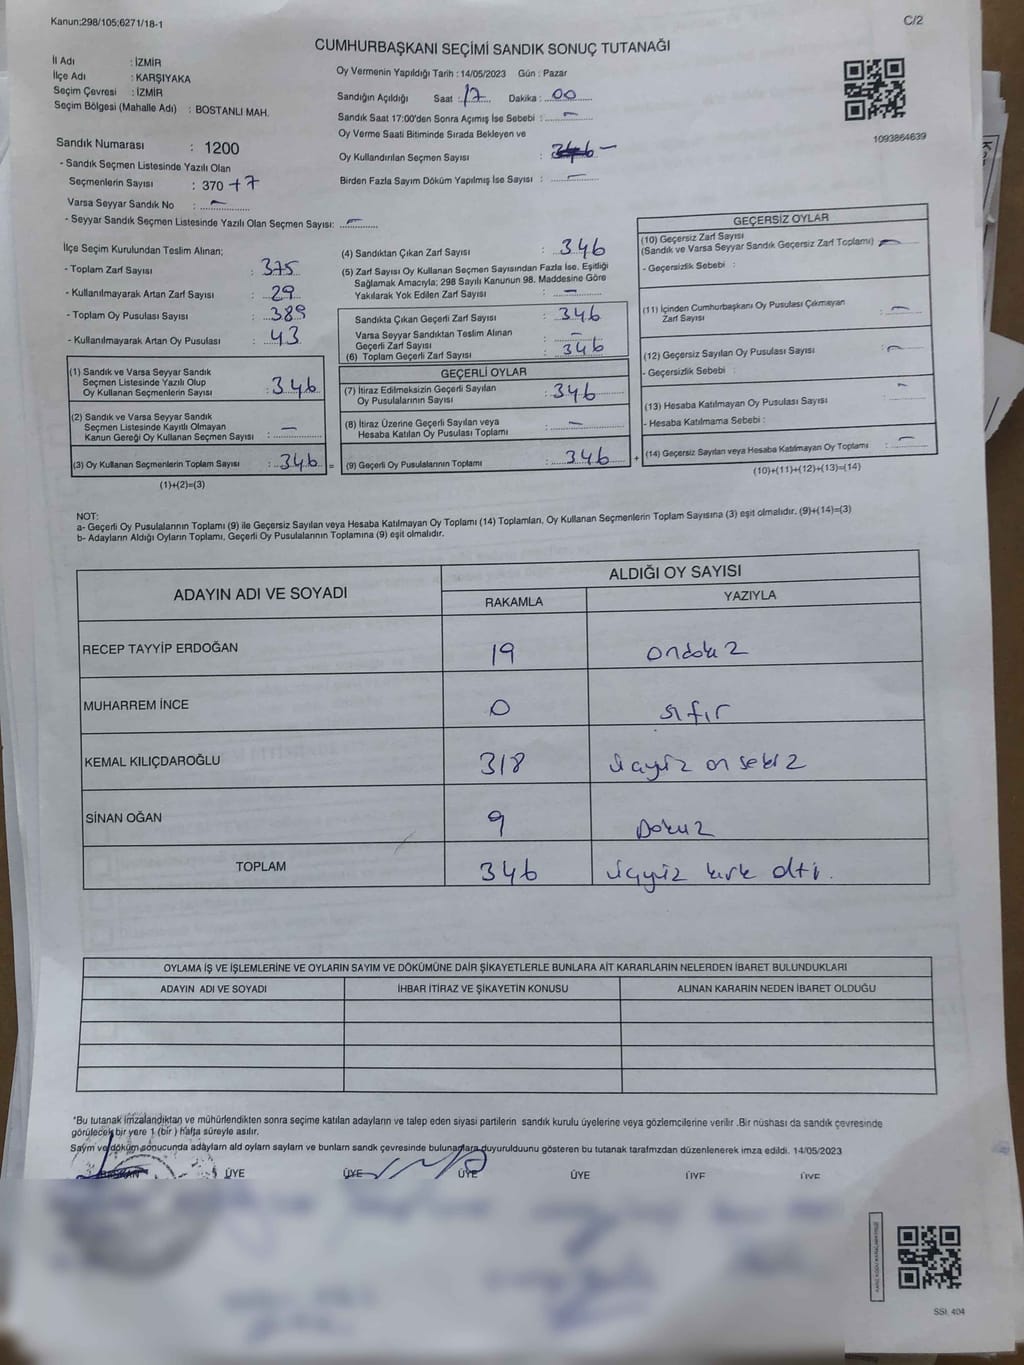 Kanun:298/105;6271/18-1
C/2
CUMHURBAŞKANI SEÇİMİ SANDIK SONUÇ TUTANAĞI
İl Adı : İZMİR
İlçe Adı : KARŞIYAKA
Seçim Çevresi : İZMİR
Seçim Bölgesi (Mahalle Adı) : BOSTANLI MAH.
Oy Vermenin Yapıldığı Tarih : 14/05/2023 Gün : Pazar
Sandığın Açıldığı Saat : 17 Dakika : 00
Sandık Saat 17:00'den Sonra Açımış İse Sebebi : –
Oy Verme Saati Bitiminde Sırada Bekleyen ve
Oy Kullandırılan Seçmen Sayısı : –
Birden Fazla Sayım Döküm Yapılmış İse Sayısı : –
1093864639
Sandık Numarası : 1200
- Sandık Seçmen Listesinde Yazılı Olan
Seçmenlerin Sayısı : 370 +7
Varsa Seyyar Sandık No : –
- Seyyar Sandık Seçmen Listesinde Yazılı Olan Seçmen Sayısı: –
İlçe Seçim Kurulundan Teslim Alınan;
- Toplam Zarf Sayısı : 375
- Kullanılmayarak Artan Zarf Sayısı : 29
- Toplam Oy Pusulası Sayısı : 389
- Kullanılmayarak Artan Oy Pusulası : 43
(1) Sandık ve Varsa Seyyar Sandık
Seçmen Listesinde Yazılı Olup
Oy Kullanan Seçmenlerin Sayısı : 346
(2) Sandık ve Varsa Seyyar Sandık
Seçmen Listesinde Kayıtlı Olmayan
Kanun Gereği Oy Kullanan Seçmen Sayısı : –
(3) Oy Kullanan Seçmenlerin Toplam Sayısı : 346 =
(1)+(2)=(3)
(4) Sandıktan Çıkan Zarf Sayısı : 346
(5) Zarf Sayısı Oy Kullanan Seçmen Sayısından Fazla İse, Eşitliği
Sağlamak Amacıyla; 298 Sayılı Kanunun 98. Maddesine Göre
Yakılarak Yok Edilen Zarf Sayısı : –
Sandıkta Çıkan Geçerli Zarf Sayısı : 346
Varsa Seyyar Sandıktan Teslim Alınan
Geçerli Zarf Sayısı : –
(6) Toplam Geçerli Zarf Sayısı : 346
GEÇERLİ OYLAR
(7) İtiraz Edilmeksizin Geçerli Sayılan
Oy Pusulalarının Sayısı : 346
(8) İtiraz Üzerine Geçerli Sayılan veya
Hesaba Katılan Oy Pusulası Toplamı : –
(9) Geçerli Oy Pusulalarının Toplamı : 346 +
GEÇERSİZ OYLAR
(10) Geçersiz Zarf Sayısı
(Sandık ve Varsa Seyyar Sandık Geçersiz Zarf Toplamı) –
- Geçersizlik Sebebi :
(11) İçinden Cumhurbaşkanı Oy Pusulası Çıkmayan
Zarf Sayısı : –
(12) Geçersiz Sayılan Oy Pusulası Sayısı : –
- Geçersizlik Sebebi :
(13) Hesaba Katılmayan Oy Pusulası Sayısı : –
- Hesaba Katılmama Sebebi :
(14) Geçersiz Sayılan veya Hesaba Katılmayan Oy Toplamı : –
(10)+(11)+(12)+(13)=(14)
NOT:
a- Geçerli Oy Pusulalarının Toplamı (9) ile Geçersiz Sayılan veya Hesaba Katılmayan Oy Toplamı (14) Toplamları, Oy Kullanan Seçmenlerin Toplam Sayısına (3) eşit olmalıdır. (9)+(14)=(3)
b- Adayların Aldığı Oyların Toplamı, Geçerli Oy Pusulalarının Toplamına (9) eşit olmalıdır.
ADAYIN ADI VE SOYADI
ALDIĞI OY SAYISI
RAKAMLA YAZIYLA
RECEP TAYYİP ERDOĞAN 19 ondokuz
MUHARREM İNCE 0 sıfır
KEMAL KILIÇDAROĞLU 318 üçyüz on sekiz
SİNAN OĞAN 9 Dokuz
TOPLAM 346 üçyüz kırk altı.
OYLAMA İŞ VE İŞLEMLERİNE VE OYLARIN SAYIM VE DÖKÜMÜNE DAİR ŞİKAYETLERLE BUNLARA AİT KARARLARIN NELERDEN İBARET BULUNDUKLARI
ADAYIN ADI VE SOYADI İHBAR İTİRAZ VE ŞİKAYETİN KONUSU ALINAN KARARIN NEDEN İBARET OLDUĞU
*Bu tutanak imzalandıktan ve mühürlendikten sonra seçime katılan adayların ve talep eden siyasi partilerin sandık kurulu üyelerine veya gözlemcilerine verilir .Bir nüshası da sandık çevresinde
görülecek bir yere 1 (bir ) hafta süreyle asılır.
Sayım ve döküm sonucunda adaylarn ald oylarn saylarn ve bunlarn sandk çevresinde bulunanlara duyurulduunu gösteren bu tutanak tarafmzdan düzenlenerek imza edildi. 14/05/2023
BAŞKAN ÜYE ÜYE ÜYE ÜYE ÜYE ÜYE
SSI. 404